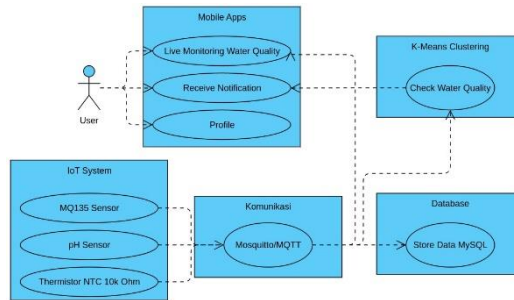 Mobile Apps
Live Monitoring Water Quality
Receive Notification
Profile
User
K-Means Clustering
Check Water Quality
IoT System
MQ135 Sensor
pH Sensor
Thermistor NTC 10k Ohm
Komunikasi
Mosquitto/MQTT
Database
Store Data MySQL